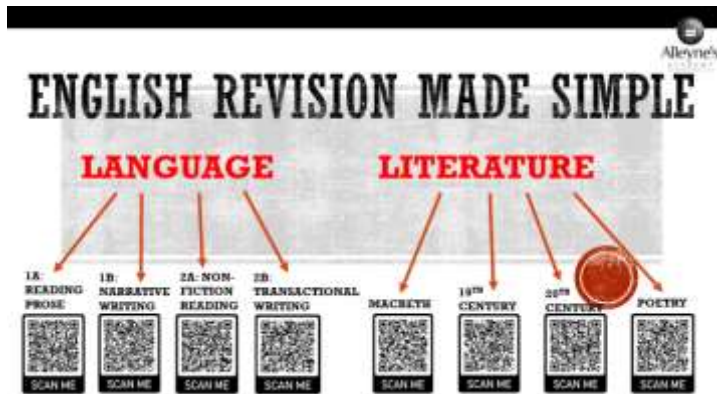 Alleyne's
ACADEMY
ENGLISH REVISION MADE SIMPLE
LANGUAGE
LITERATURE
1A:
READING
PROSE
1B:
NARRATIVE
WRITING
2A: NON-
FICTION
READING
2B:
TRANSACTIONAL
WRITING
MACBETH
19TH
CENTURY
20TH
CENTURY
POETRY
SCAN ME
SCAN ME
SCAN ME
SCAN ME
SCAN ME
SCAN ME
SCAN ME
SCAN ME